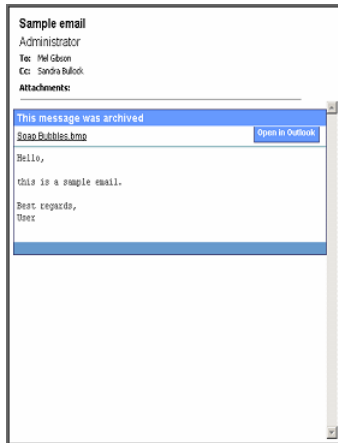 Sample email
Administrator
To: Mel Gibson
Cc: Sandra Bullock
Attachments:
This message was archived
Soap Bubbles.bmp
Open in Outlook
Hello,
this is a sample email.
Best regards,
User